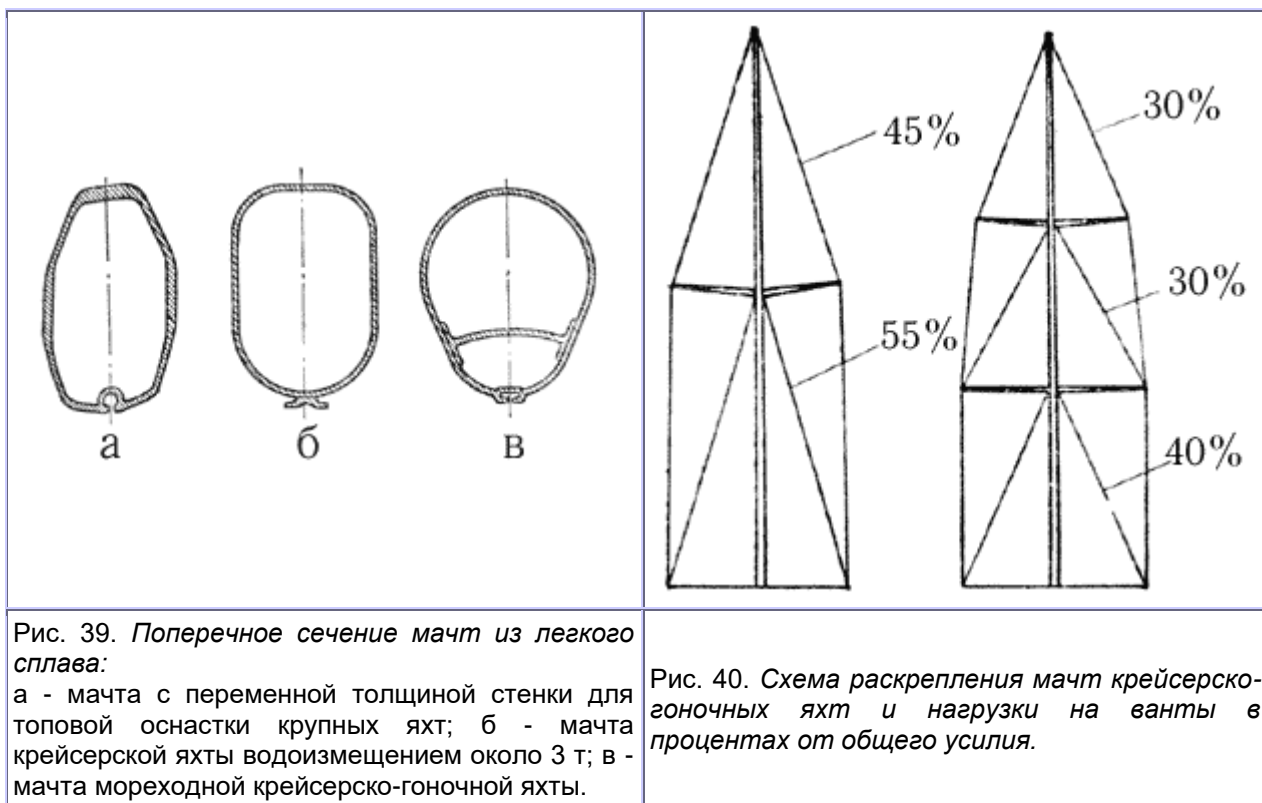 45%
30%
55%
30%
40%
а
б
в
Рис. 39. Поперечное сечение мачт из легкого
сплава:
а - мачта с переменной толщиной стенки для
топовой оснастки крупных яхт; б - мачта
крейсерской яхты водоизмещением около 3 т; в -
мачта мореходной крейсерско-гоночной яхты.
Рис. 40. Схема раскрепления мачт крейсерско-
гоночных яхт и нагрузки на ванты в
процентах от общего усилия.